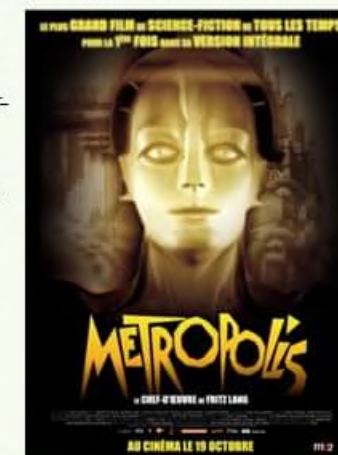 LE PLUS GRAND FILM DE SCIENCE-FICTION DE TOUS LES TEMPS
POUR LA 1ÈRE FOIS DANS SA VERSION INTÉGRALE
METROPOLIS
LE CHEF-D'ŒUVRE DE FRITZ LANG
AU CINÉMA LE 19 OCTOBRE